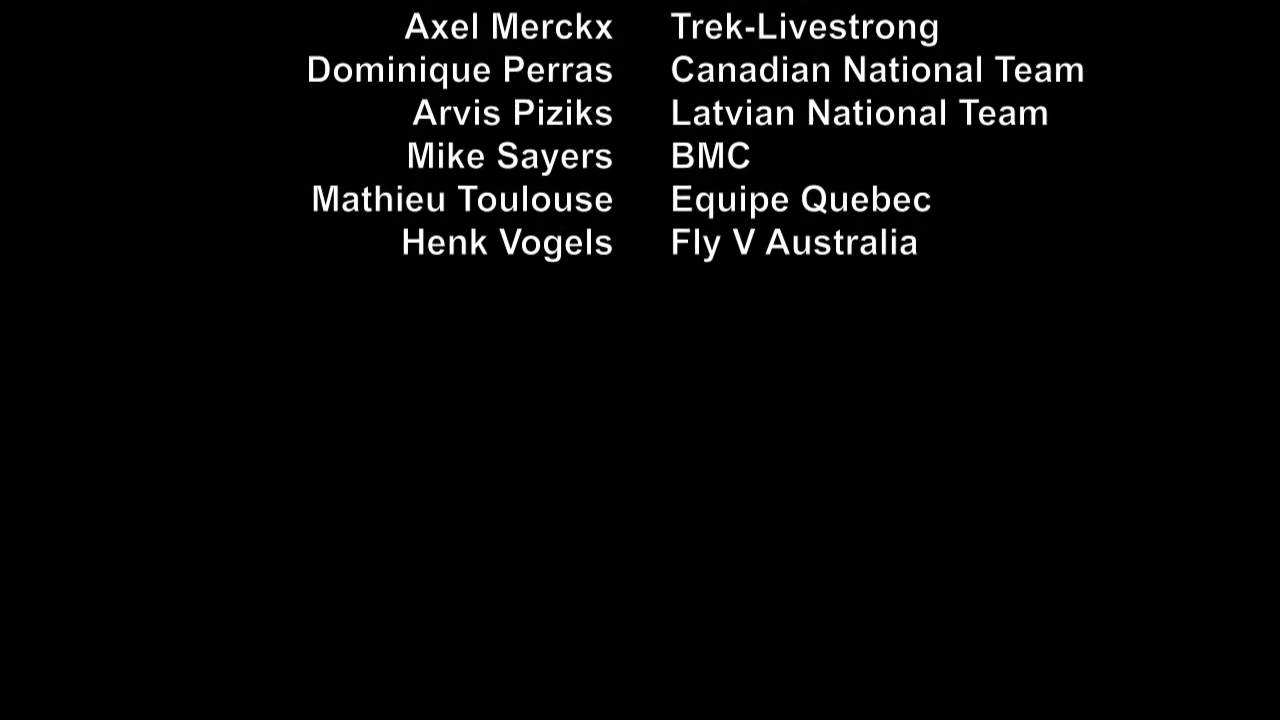 Axel Merckx Trek-Livestrong
Dominique Perras Canadian National Team
Arvis Piziks Latvian National Team
Mike Sayers BMC
Mathieu Toulouse Equipe Quebec
Henk Vogels Fly V Australia